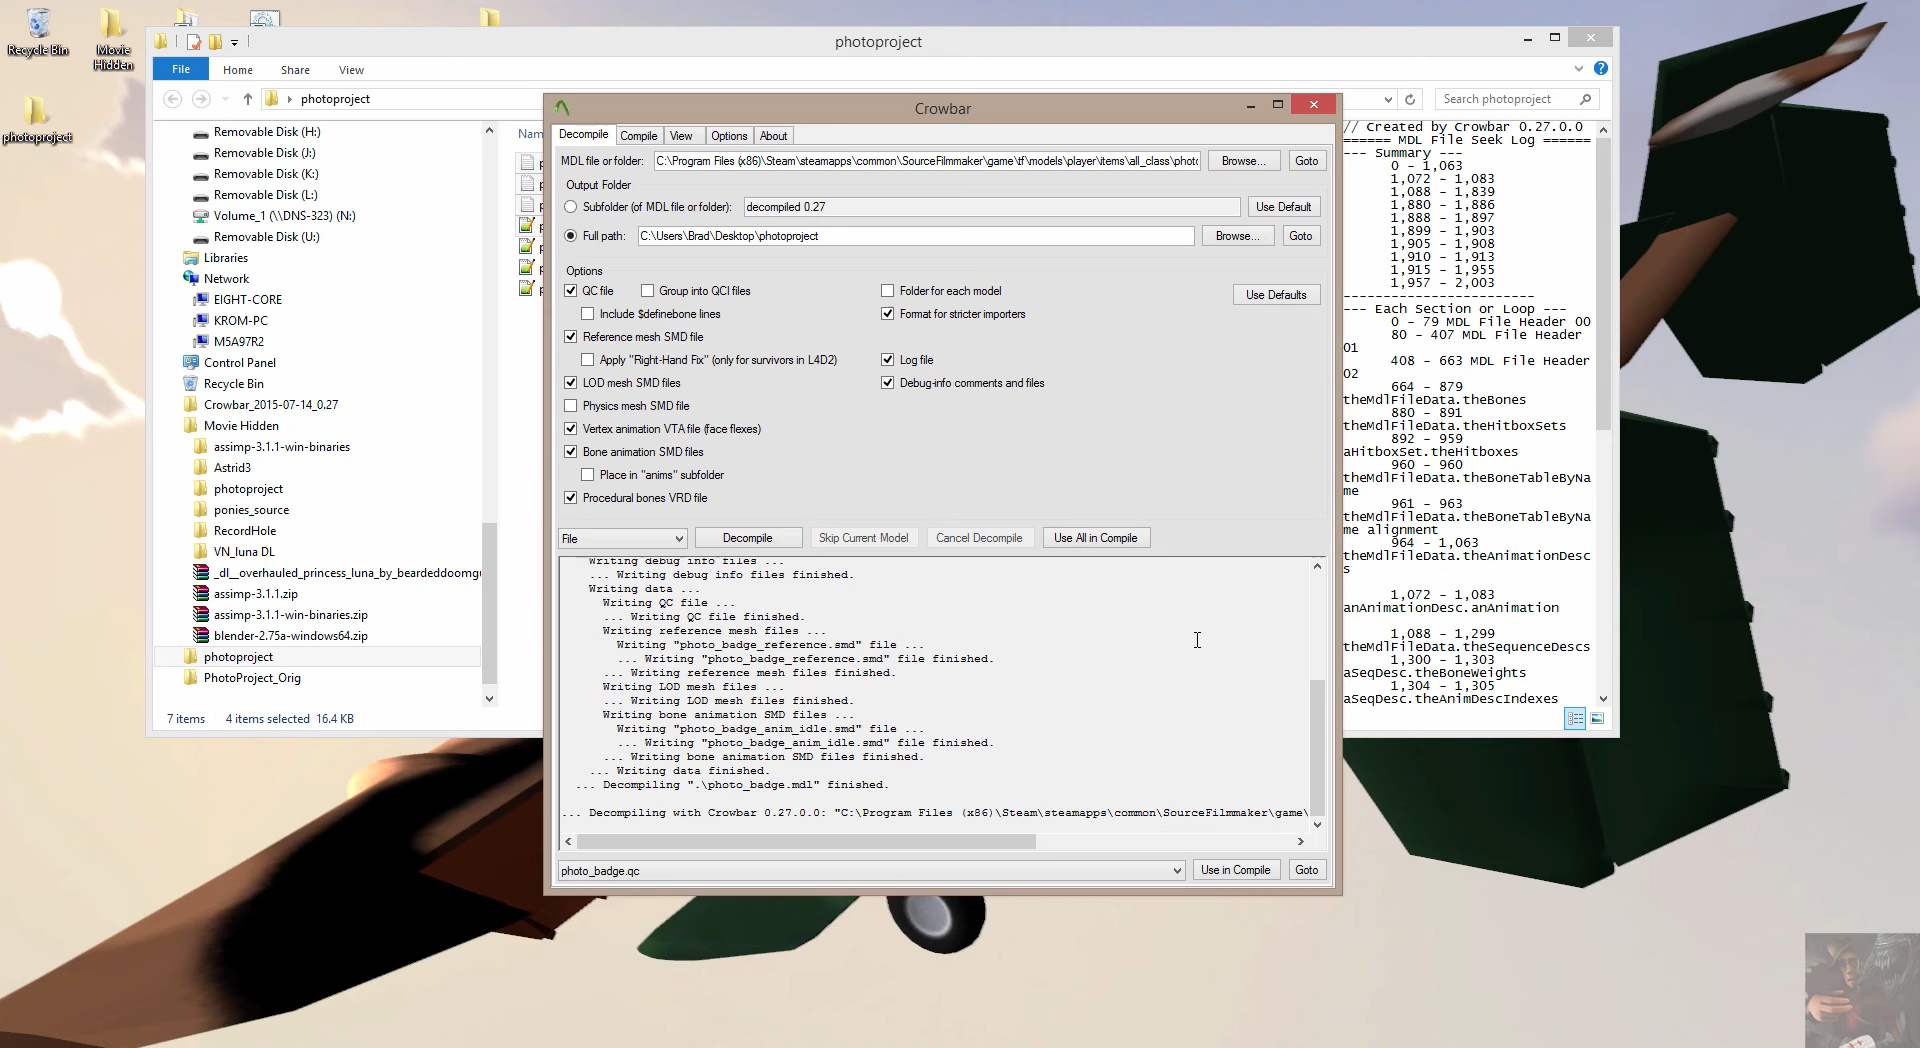 Recycle Bin
Movie Hidden
photoproject
photoproject
File
Home
Share
View
photoproject
Search photoproject
Removable Disk (H:)
Removable Disk (J:)
Removable Disk (K:)
Removable Disk (L:)
Volume_1 (\\DNS-323) (N:)
Removable Disk (U:)
Libraries
Network
EIGHT-CORE
KROM-PC
M5A97R2
Control Panel
Recycle Bin
Crowbar_2015-07-14_0.27
Movie Hidden
assimp-3.1.1-win-binaries
Astrid3
photoproject
ponies_source
RecordHole
VN_luna DL
_dl__overhauled_princess_luna_by_beardeddoomgu
assimp-3.1.1.zip
assimp-3.1.1-win-binaries.zip
blender-2.75a-windows64.zip
photoproject
PhotoProject_Orig
7 items
4 items selected 16.4 KB
Crowbar
Decompile
Compile
View
Options
About
MDL file or folder:
C:\Program Files (x86)\Steam\steamapps\common\SourceFilmmaker\game\tf\models\player\items\all_class\photo
Browse...
Goto
Output Folder
Subfolder (of MDL file or folder):
decompiled 0.27
Use Default
Full path:
C:\Users\Brad\Desktop\photoproject
Browse...
Goto
Options
QC file
Group into QCI files
Folder for each model
Use Defaults
Include $definebone lines
Format for stricter importers
Reference mesh SMD file
Apply "Right-Hand Fix" (only for survivors in L4D2)
Log file
LOD mesh SMD files
Debug-info comments and files
Physics mesh SMD file
Vertex animation VTA file (face flexes)
Bone animation SMD files
Place in "anims" subfolder
Procedural bones VRD file
File
Decompile
Skip Current Model
Cancel Decompile
Use All in Compile
Writing debug info files ...
... Writing debug info files finished.
Writing data ...
Writing QC file ...
... Writing QC file finished.
Writing reference mesh files ...
Writing "photo_badge_reference.smd" file ...
... Writing "photo_badge_reference.smd" file finished.
... Writing reference mesh files finished.
Writing LOD mesh files ...
... Writing LOD mesh files finished.
Writing bone animation SMD files ...
Writing "photo_badge_anim_idle.smd" file ...
... Writing "photo_badge_anim_idle.smd" file finished.
... Writing bone animation SMD files finished.
... Writing data finished.
... Decompiling ".\photo_badge.mdl" finished.
... Decompiling with Crowbar 0.27.0.0: "C:\Program Files (x86)\Steam\steamapps\common\SourceFilmmaker\game\
photo_badge.qc
Use in Compile
Goto
// Created by Crowbar 0.27.0.0
====== MDL File Seek Log ======
--- Summary ---
0 - 1,063
1,072 - 1,083
1,088 - 1,839
1,880 - 1,886
1,888 - 1,897
1,899 - 1,903
1,905 - 1,908
1,910 - 1,913
1,915 - 1,955
1,957 - 2,003
------------------------
--- Each Section or Loop ---
0 - 79 MDL File Header 00
80 - 407 MDL File Header
01
408 - 663 MDL File Header
02
664 - 879
theMdlFileData.theBones
880 - 891
theMdlFileData.theHitboxSets
892 - 959
aHitboxSet.theHitboxes
960 - 960
theMdlFileData.theBoneTableByNa
me
961 - 963
theMdlFileData.theBoneTableByNa
me alignment
964 - 1,063
theMdlFileData.theAnimationDesc
s
1,072 - 1,083
anAnimationDesc.anAnimation
1,088 - 1,299
theMdlFileData.theSequenceDescs
1,300 - 1,303
aSeqDesc.theBoneWeights
1,304 - 1,305
aSeqDesc.theAnimDescIndexes